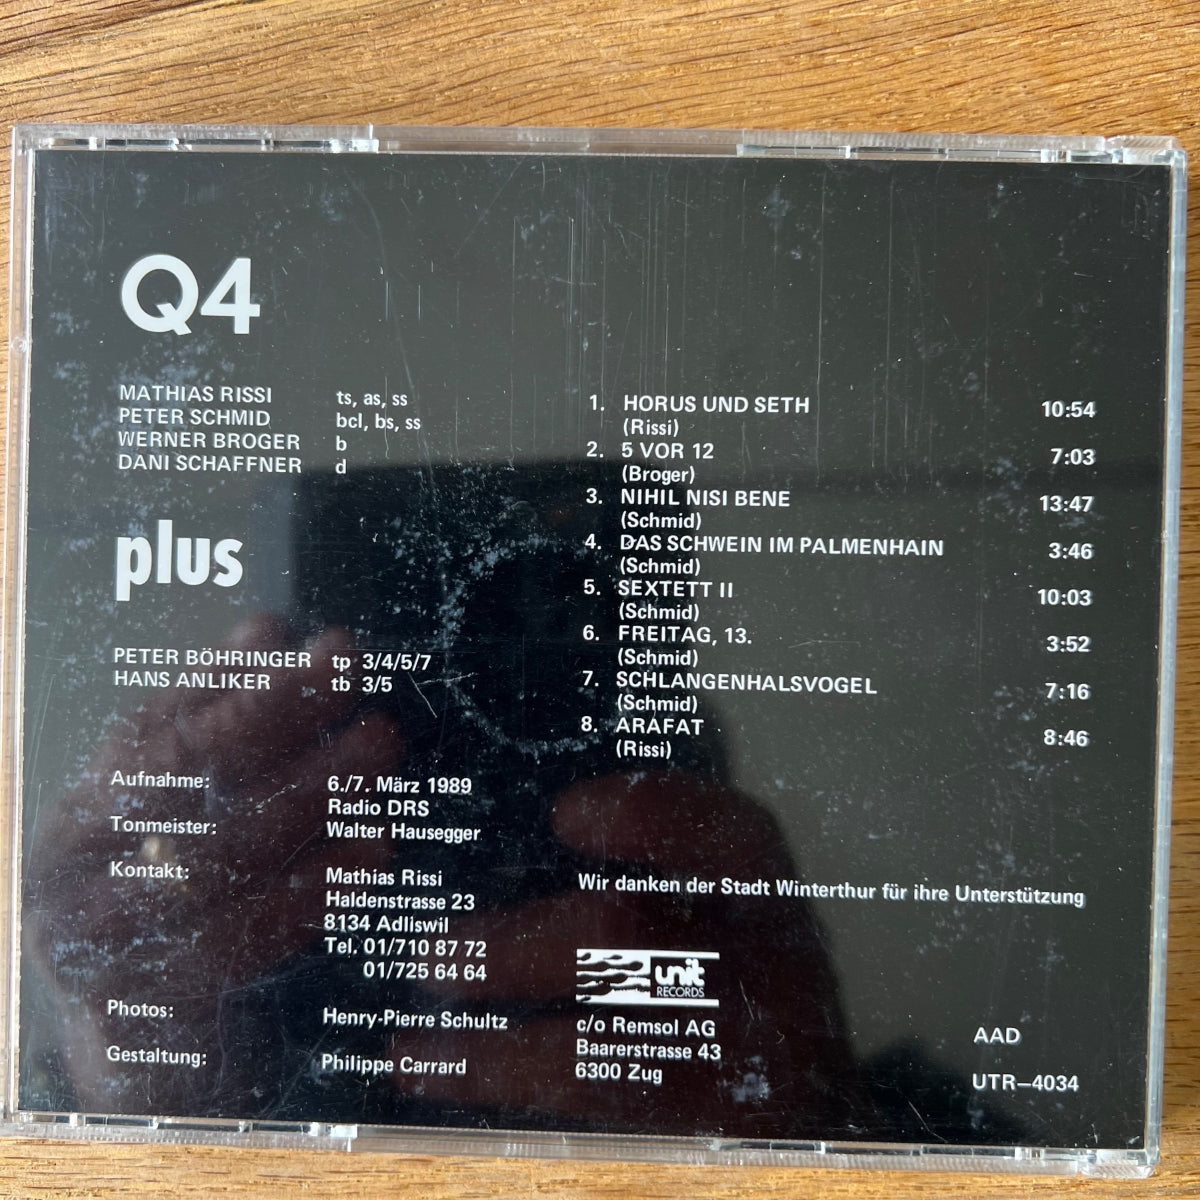 Q4
MATHIAS RISSI ts, as, ss
PETER SCHMID bcl, bs, ss
WERNER BROGER b
DANI SCHAFFNER d
plus
PETER BÖHRINGER tp 3/4/5/7
HANS ANLIKER tb 3/5
1. HORUS UND SETH 10:54
(Rissi)
2. 5 VOR 12 7:03
(Broger)
3. NIHIL NISI BENE 13:47
(Schmid)
4. DAS SCHWEIN IM PALMENHAIN 3:46
(Schmid)
5. SEXTETT II 10:03
(Schmid)
6. FREITAG, 13. 3:52
(Schmid)
7. SCHLANGENHALSVOGEL 7:16
(Schmid)
8. ARAFAT 8:46
(Rissi)
Aufnahme: 6./7. März 1989
Radio DRS
Tonmeister: Walter Hausegger
Kontakt: Mathias Rissi
Haldenstrasse 23
8134 Adliswil
Tel. 01/710 87 72
01/725 64 64
Photos: Henry-Pierre Schultz
Gestaltung: Philippe Carrard
Wir danken der Stadt Winterthur für ihre Unterstützung
unit
RECORDS
c/o Remsol AG
Baarerstrasse 43
6300 Zug
AAD
UTR–4034